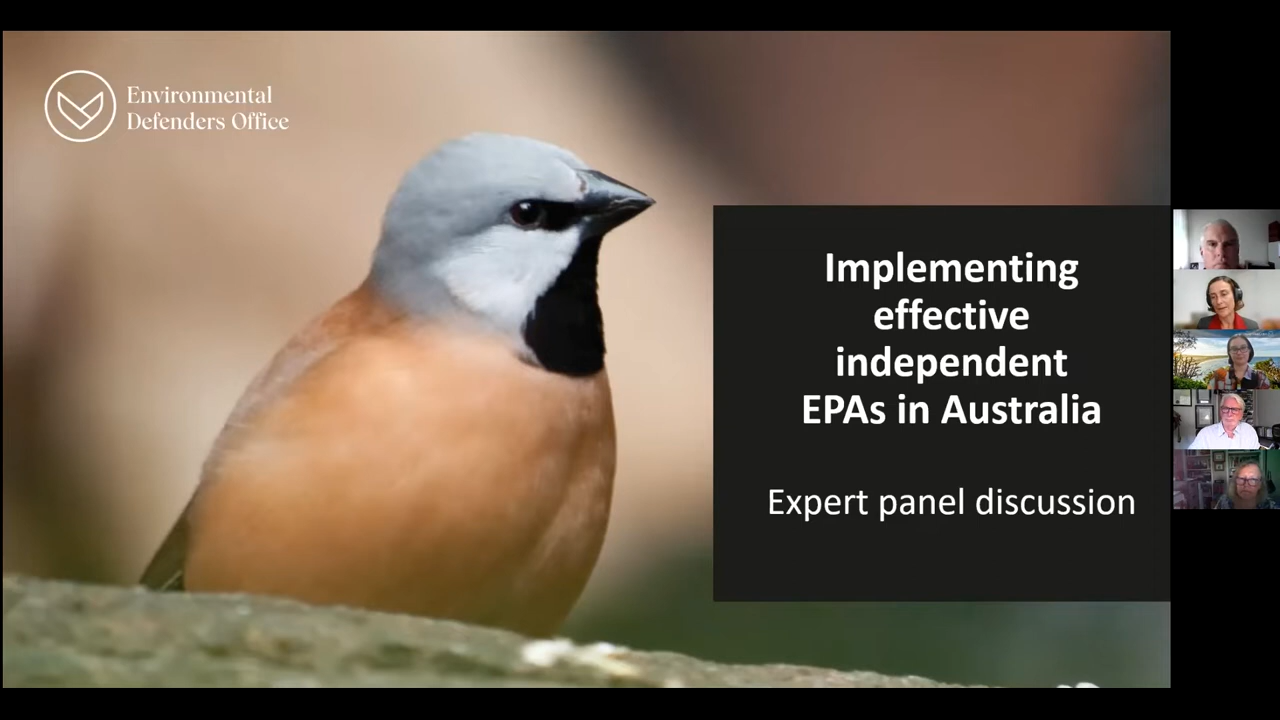 Environmental
Defenders Office
Implementing
effective
independent
EPAs in Australia
Expert panel discussion